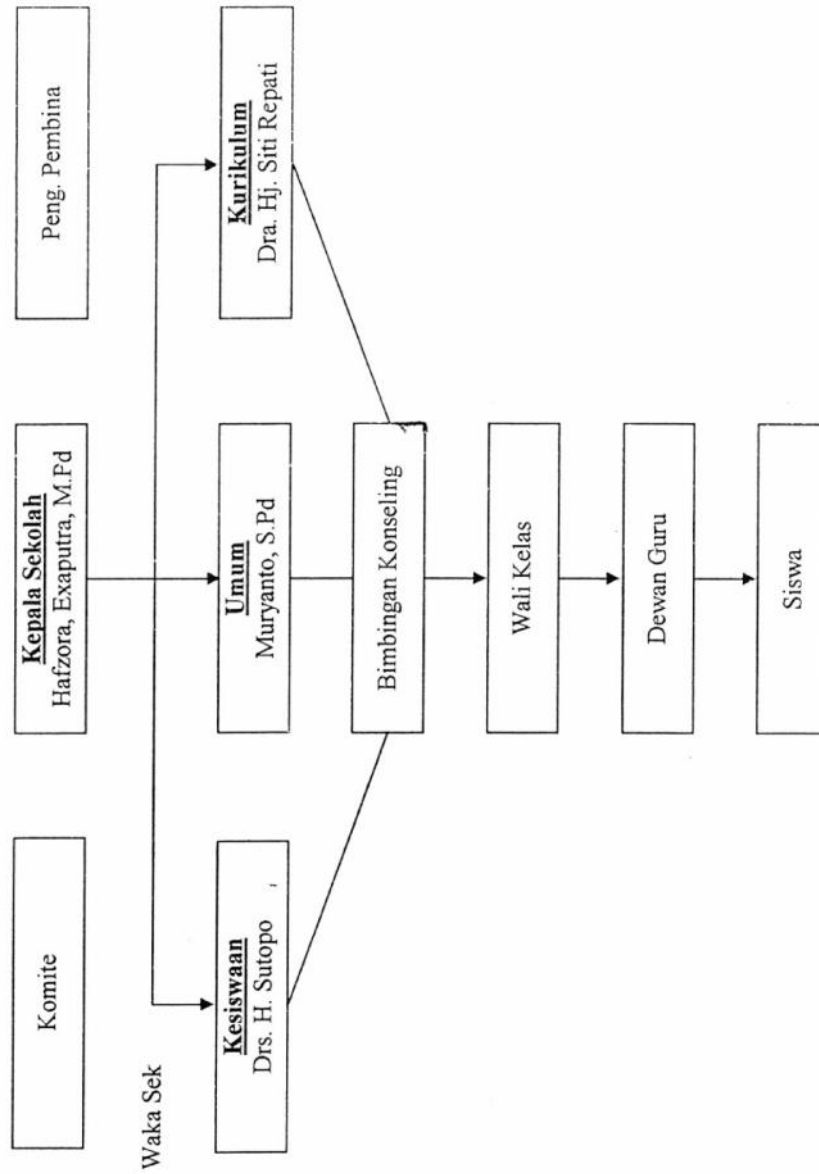 Komite
Kepala Sekolah
Hafzora, Exaputra, M.Pd
Peng. Pembina
Waka Sek
Kesiswaan
Drs. H. Sutopo
Umum
Muryanto, S.Pd
Kurikulum
Dra. Hj. Siti Repati
Bimbingan Konseling
Wali Kelas
Dewan Guru
Siswa